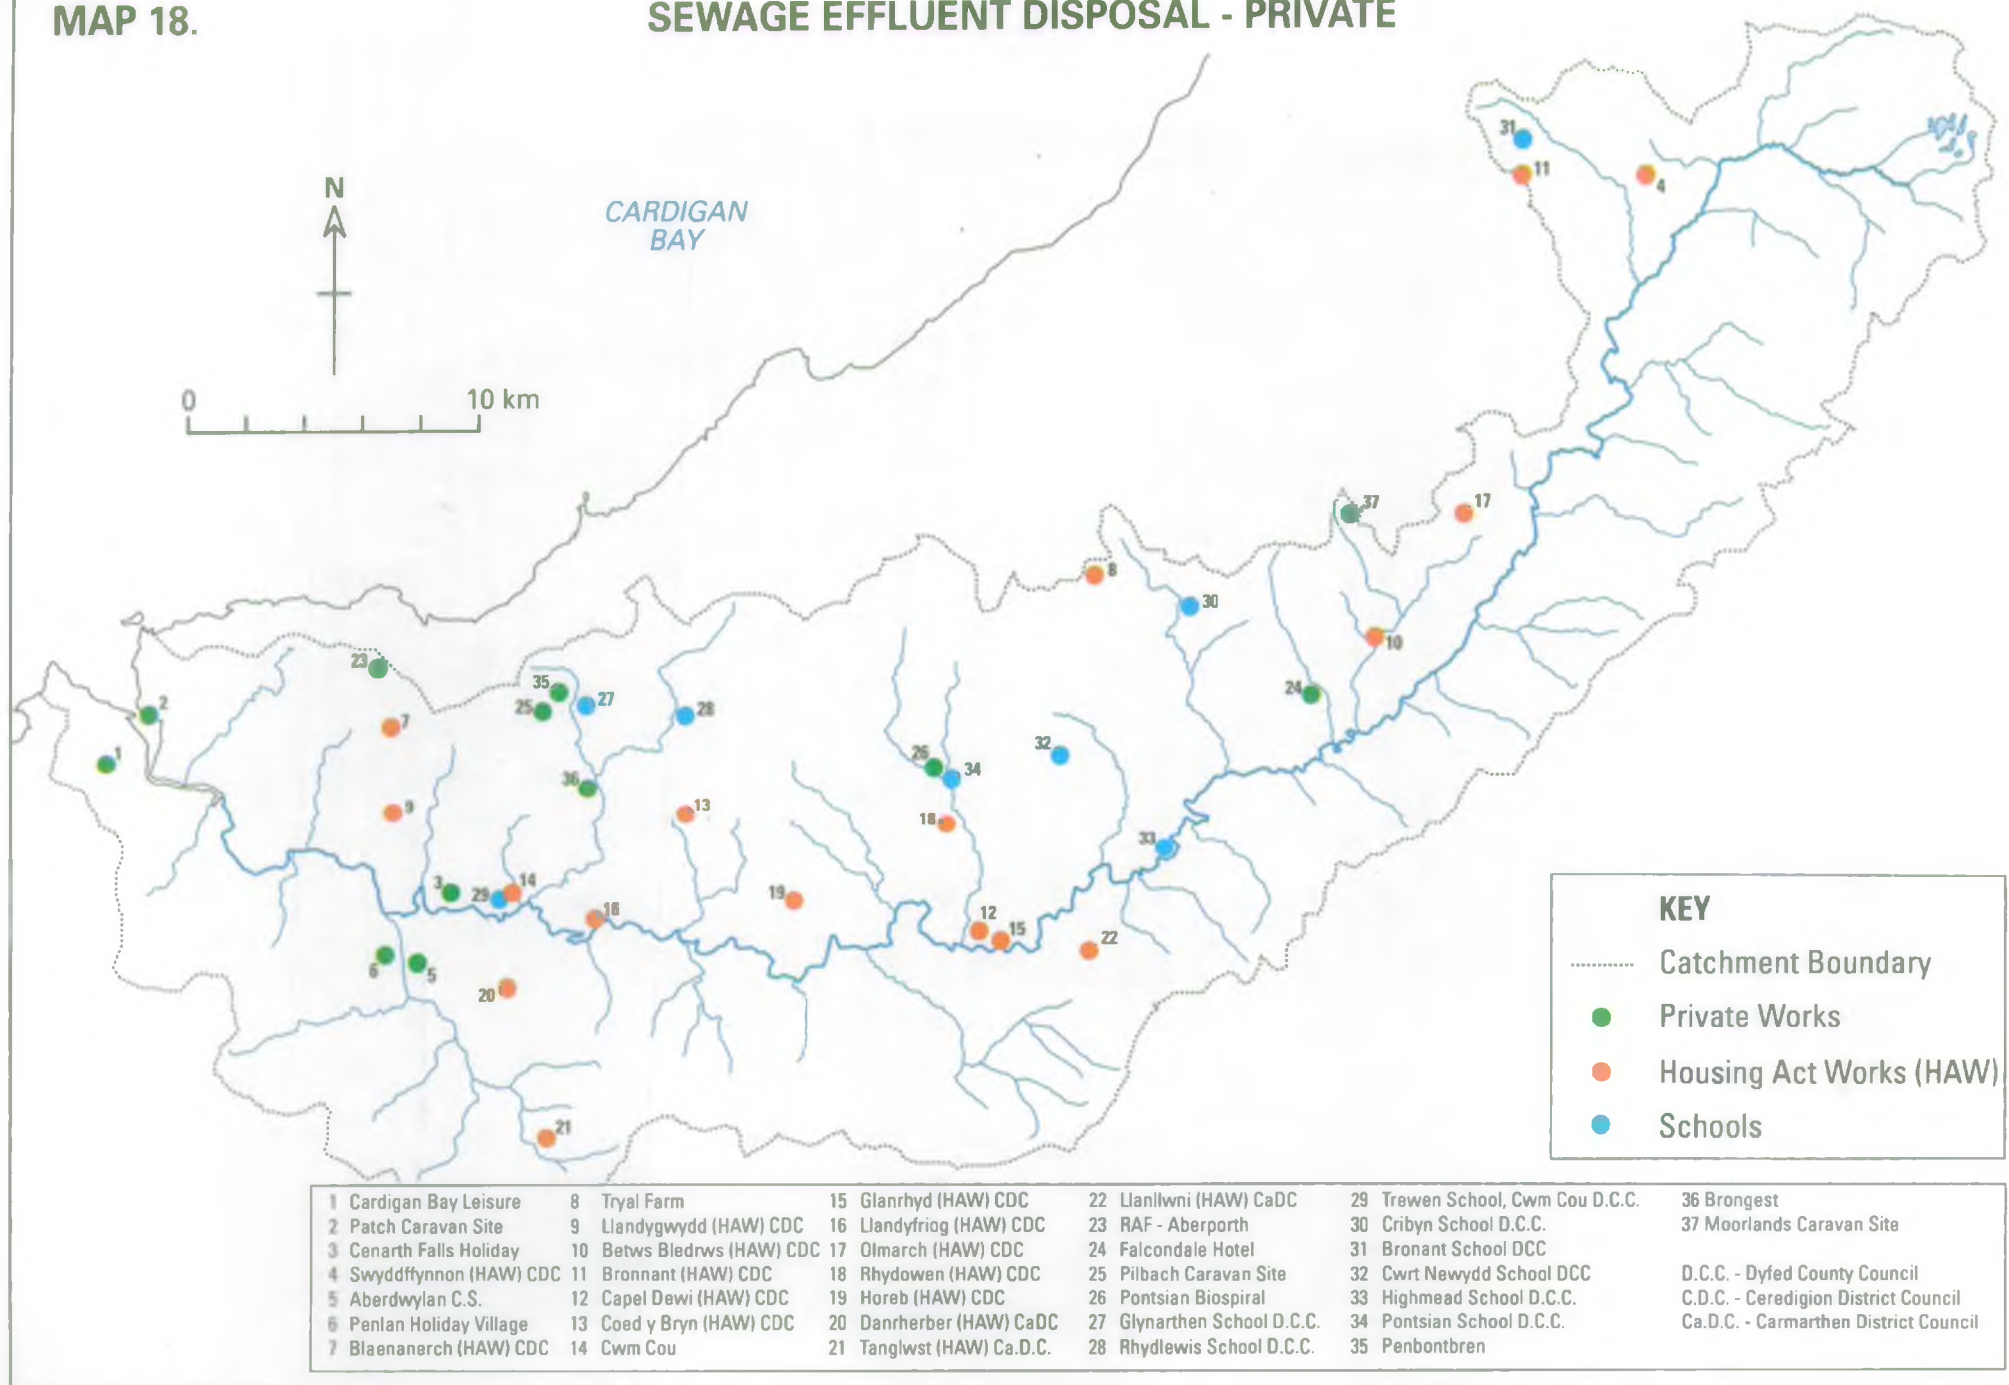 MAP 18.
SEWAGE EFFLUENT DISPOSAL - PRIVATE
N
CARDIGAN
BAY
0
10 km
31
11
4
37
17
8
30
10
24
23
2
1
7
35
25
27
28
36
9
13
26
34
18
32
33
3
29
14
16
19
12
15
22
6
5
20
21
KEY
Catchment Boundary
Private Works
Housing Act Works (HAW)
Schools
1 Cardigan Bay Leisure
2 Patch Caravan Site
3 Cenarth Falls Holiday
4 Swyddffynnon (HAW) CDC
5 Aberdwylan C.S.
6 Penlan Holiday Village
7 Blaenanerch (HAW) CDC
8 Tryal Farm
9 Llandygwydd (HAW) CDC
10 Betws Bledrws (HAW) CDC
11 Bronnant (HAW) CDC
12 Capel Dewi (HAW) CDC
13 Coed y Bryn (HAW) CDC
14 Cwm Cou
15 Glanrhyd (HAW) CDC
16 Llandyfriog (HAW) CDC
17 Olmarch (HAW) CDC
18 Rhydowen (HAW) CDC
19 Horeb (HAW) CDC
20 Danrherber (HAW) CaDC
21 Tanglwst (HAW) Ca.D.C.
22 Llanllwni (HAW) CaDC
23 RAF - Aberporth
24 Falcondale Hotel
25 Pilbach Caravan Site
26 Pontsian Biospiral
27 Glynarthen School D.C.C.
28 Rhydlewis School D.C.C.
29 Trewen School, Cwm Cou D.C.C.
30 Cribyn School D.C.C.
31 Bronant School DCC
32 Cwrt Newydd School DCC
33 Highmead School D.C.C.
34 Pontsian School D.C.C.
35 Penbontbren
36 Brongest
37 Moorlands Caravan Site
D.C.C. - Dyfed County Council
C.D.C. - Ceredigion District Council
Ca.D.C. - Carmarthen District Council